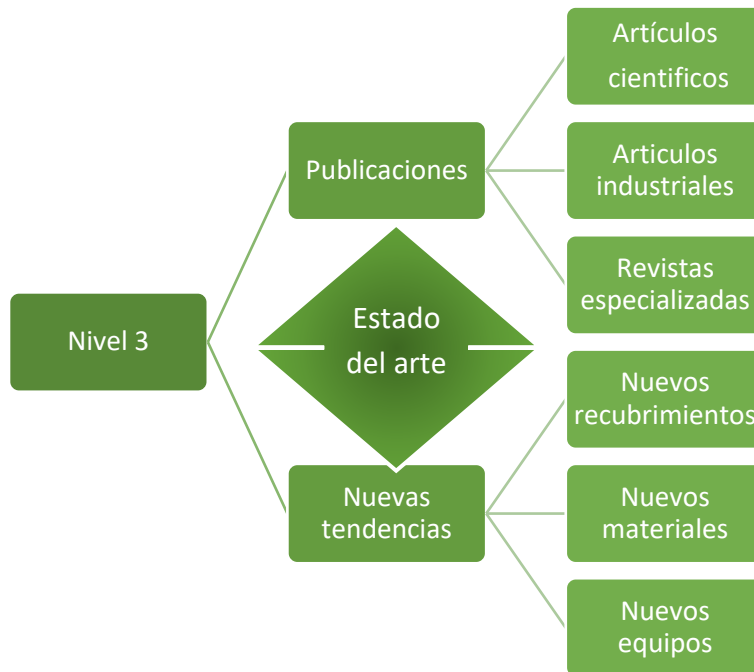 Artículos
cientificos
Publicaciones
Articulos
industriales
Revistas
especializadas
Nivel 3
Estado
del arte
Nuevos
recubrimientos
Nuevas
tendencias
Nuevos
materiales
Nuevos
equipos